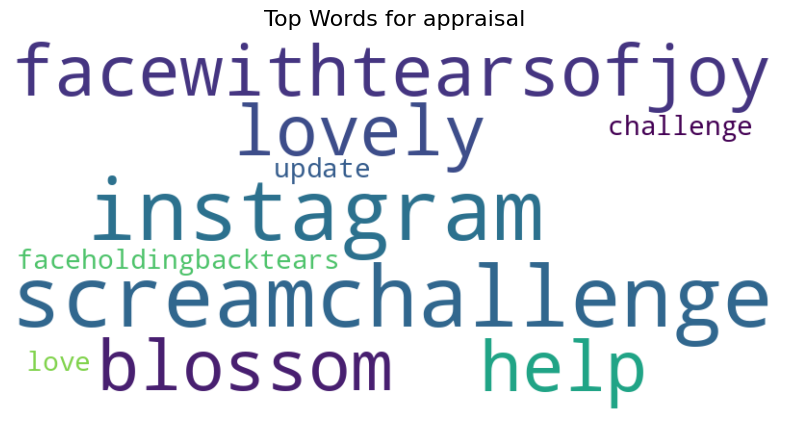 Top Words for appraisal
facewithtearsofjoy
lovely
challenge
update
instagram
faceholdingbacktears
screamchallenge
love
blossom
help